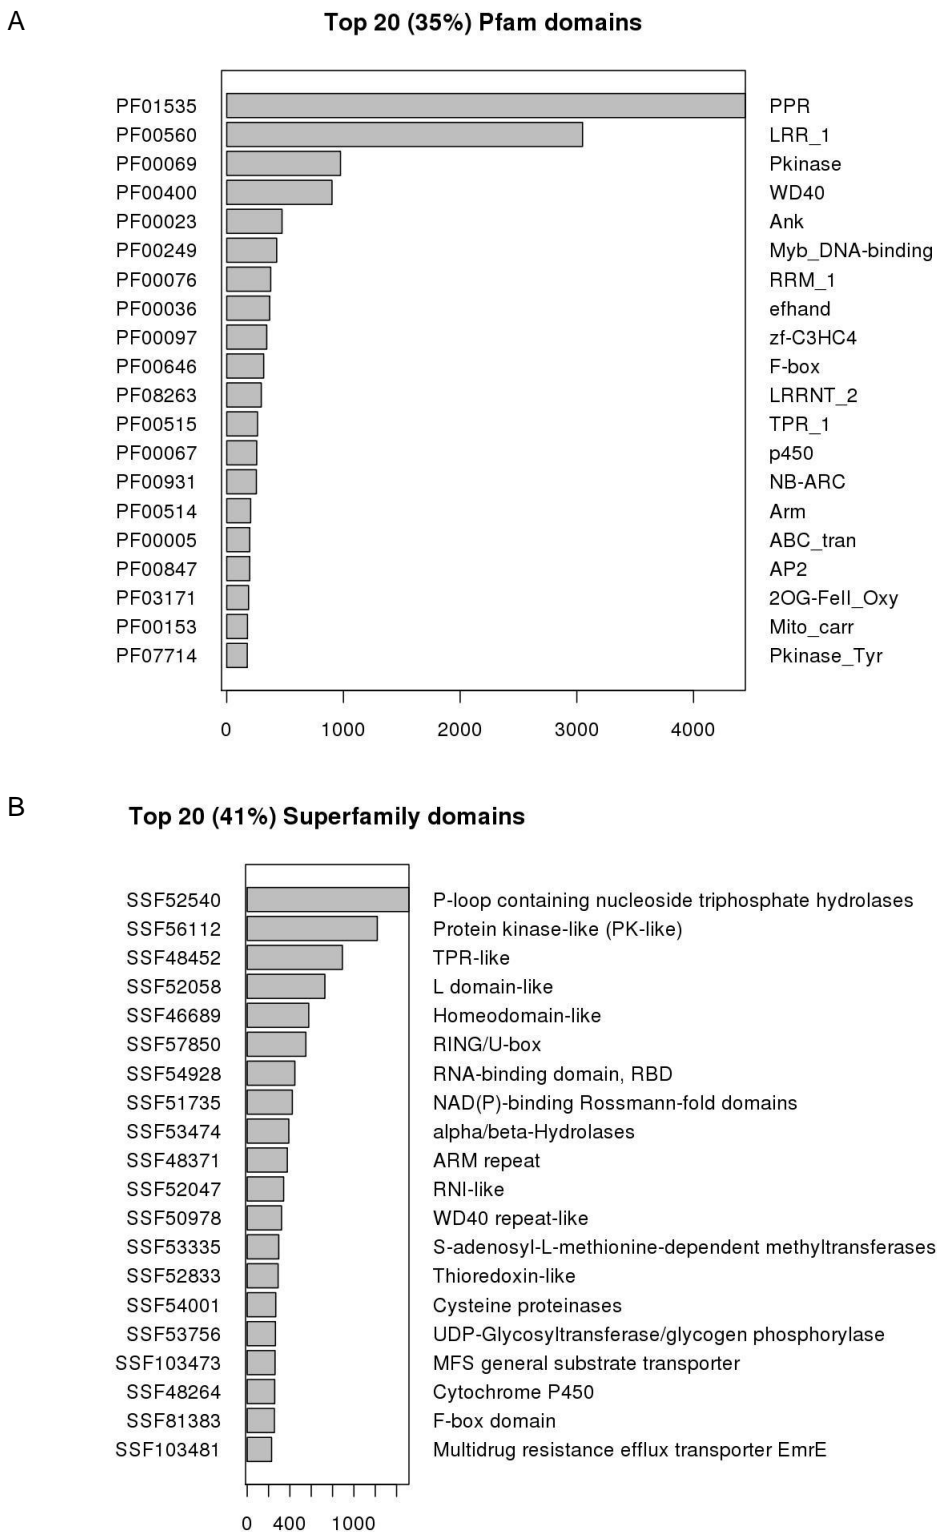 A
Top 20 (35%) Pfam domains
PF01535 PPR
PF00560 LRR_1
PF00069 Pkinase
PF00400 WD40
PF00023 Ank
PF00249 Myb_DNA-binding
PF00076 RRM_1
PF00036 efhand
PF00097 zf-C3HC4
PF00646 F-box
PF08263 LRRNT_2
PF00515 TPR_1
PF00067 p450
PF00931 NB-ARC
PF00514 Arm
PF00005 ABC_tran
PF00847 AP2
PF03171 2OG-FeII_Oxy
PF00153 Mito_carr
PF07714 Pkinase_Tyr
0 1000 2000 3000 4000
B
Top 20 (41%) Superfamily domains
SSF52540 P-loop containing nucleoside triphosphate hydrolases
SSF56112 Protein kinase-like (PK-like)
SSF48452 TPR-like
SSF52058 L domain-like
SSF46689 Homeodomain-like
SSF57850 RING/U-box
SSF54928 RNA-binding domain, RBD
SSF51735 NAD(P)-binding Rossmann-fold domains
SSF53474 alpha/beta-Hydrolases
SSF48371 ARM repeat
SSF52047 RNI-like
SSF50978 WD40 repeat-like
SSF53335 S-adenosyl-L-methionine-dependent methyltransferases
SSF52833 Thioredoxin-like
SSF54001 Cysteine proteinases
SSF53756 UDP-Glycosyltransferase/glycogen phosphorylase
SSF103473 MFS general substrate transporter
SSF48264 Cytochrome P450
SSF81383 F-box domain
SSF103481 Multidrug resistance efflux transporter EmrE
0 400 1000